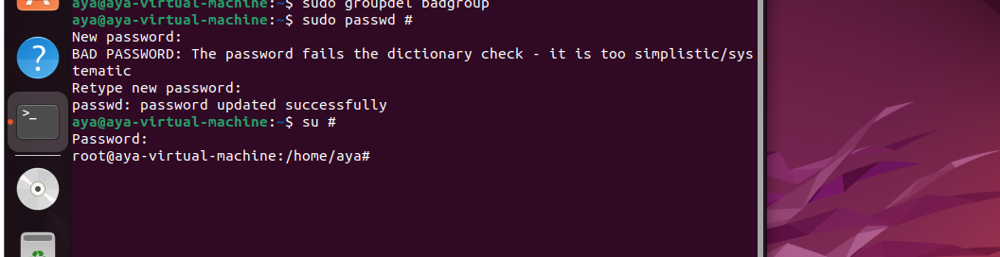 aya@aya-virtual-machine:~$ sudo groupdel badgroup
aya@aya-virtual-machine:~$ sudo passwd #
New password:
BAD PASSWORD: The password fails the dictionary check - it is too simplistic/sys
tematic
Retype new password:
passwd: password updated successfully
aya@aya-virtual-machine:~$ su #
Password:
root@aya-virtual-machine:/home/aya#